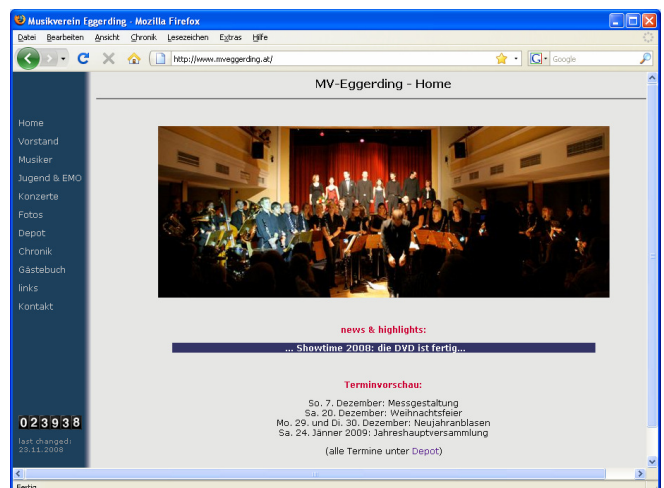 Musikverein Eggerding - Mozilla Firefox
Datei Bearbeiten Ansicht Chronik Lesezeichen Extras Hilfe
http://www.mveggerding.at/
Google
MV-Eggerding - Home
Home
Vorstand
Musiker
Jugend & EMO
Konzerte
Fotos
Depot
Chronik
Gästebuch
links
Kontakt
news & highlights:
... Showtime 2008: die DVD ist fertig...
Terminvorschau:
So. 7. Dezember: Messgestaltung
Sa. 20. Dezember: Weihnachtsfeier
Mo. 29. und Di. 30. Dezember: Neujahranblasen
Sa. 24. Jänner 2009: Jahreshauptversammlung
(alle Termine unter Depot)
023938
last changed:
23.11.2008
Fertig